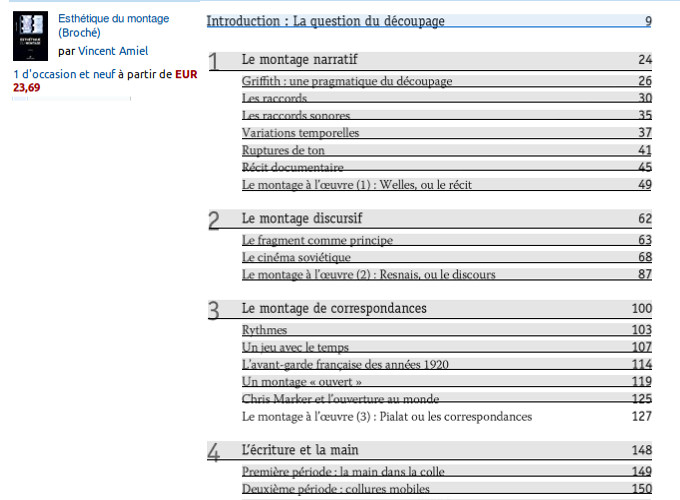 Esthétique du montage
(Broché)
par Vincent Amiel
1 d'occasion et neuf à partir de EUR
23,69
ESTHÉTIQUE
DU MONTAGE
Introduction : La question du découpage 9
1 Le montage narratif 24
Griffith : une pragmatique du découpage 26
Les raccords 30
Les raccords sonores 35
Variations temporelles 37
Ruptures de ton 41
Récit documentaire 45
Le montage à l'œuvre (1) : Welles, ou le récit 49
2 Le montage discursif 62
Le fragment comme principe 63
Le cinéma soviétique 68
Le montage à l'œuvre (2) : Resnais, ou le discours 87
3 Le montage de correspondances 100
Rythmes 103
Un jeu avec le temps 107
L'avant-garde française des années 1920 114
Un montage « ouvert » 119
Chris Marker et l'ouverture au monde 125
Le montage à l'œuvre (3) : Pialat ou les correspondances 127
4 L'écriture et la main 148
Première période : la main dans la colle 149
Deuxième période : collures mobiles 150